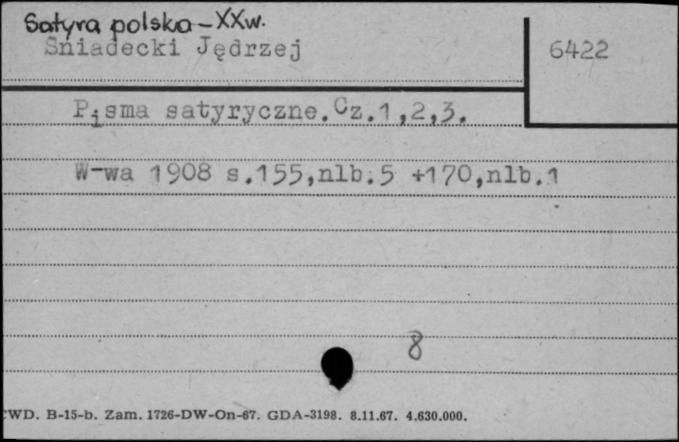 Satyra polska – XXw.
Śniadecki Jędrzej
6422
Pisma satyryczne. Cz.1,2,3.
W-wa 1908 s.155,nlb.5 +170,nlb.1
8
CWD. B-15-b. Zam. 1726-DW-On-67. GDA-3198. 8.11.67. 4.630.000.